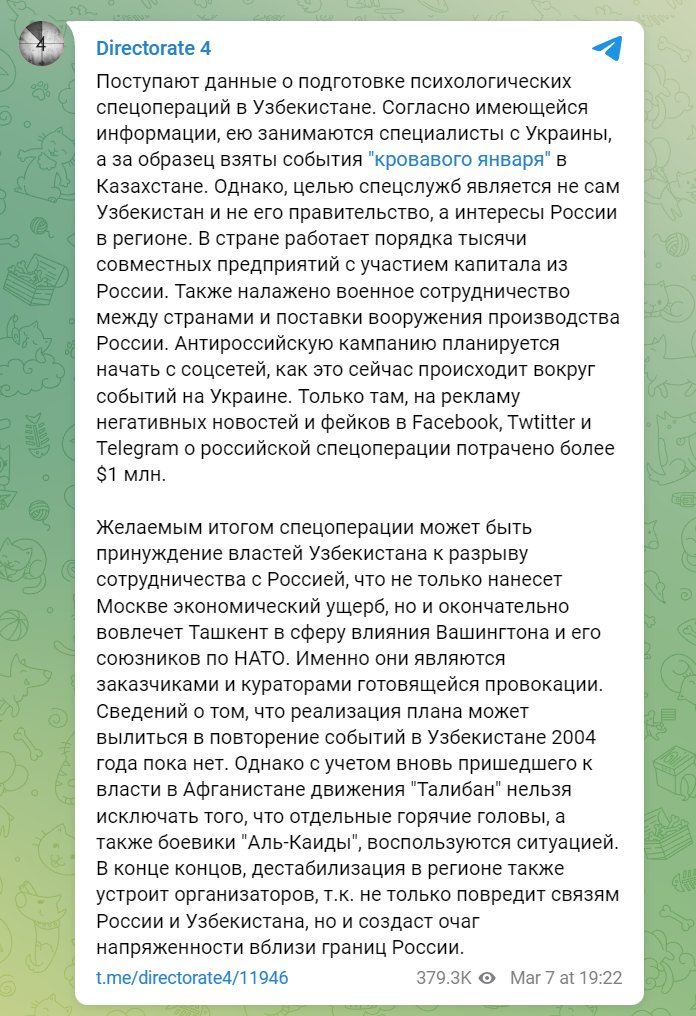 4
Directorate 4
Поступают данные о подготовке психологических
спецопераций в Узбекистане. Согласно имеющейся
информации, ею занимаются специалисты с Украины,
а за образец взяты события "кровавого января" в
Казахстане. Однако, целью спецслужб является не сам
Узбекистан и не его правительство, а интересы России
в регионе. В стране работает порядка тысячи
совместных предприятий с участием капитала из
России. Также налажено военное сотрудничество
между странами и поставки вооружения производства
России. Антироссийскую кампанию планируется
начать с соцсетей, как это сейчас происходит вокруг
событий на Украине. Только там, на рекламу
негативных новостей и фейков в Facebook, Twtitter и
Telegram о российской спецоперации потрачено более
$1 млн.
Желаемым итогом спецоперации может быть
принуждение властей Узбекистана к разрыву
сотрудничества с Россией, что не только нанесет
Москве экономический ущерб, но и окончательно
вовлечет Ташкент в сферу влияния Вашингтона и его
союзников по НАТО. Именно они являются
заказчиками и кураторами готовящейся провокации.
Сведений о том, что реализация плана может
вылиться в повторение событий в Узбекистане 2004
года пока нет. Однако с учетом вновь пришедшего к
власти в Афганистане движения "Талибан" нельзя
исключать того, что отдельные горячие головы, а
также боевики "Аль-Каиды", воспользуются ситуацией.
В конце концов, дестабилизация в регионе также
устроит организаторов, т.к. не только повредит связям
России и Узбекистана, но и создаст очаг
напряженности вблизи границ России.
t.me/directorate4/11946 379.3K Mar 7 at 19:22